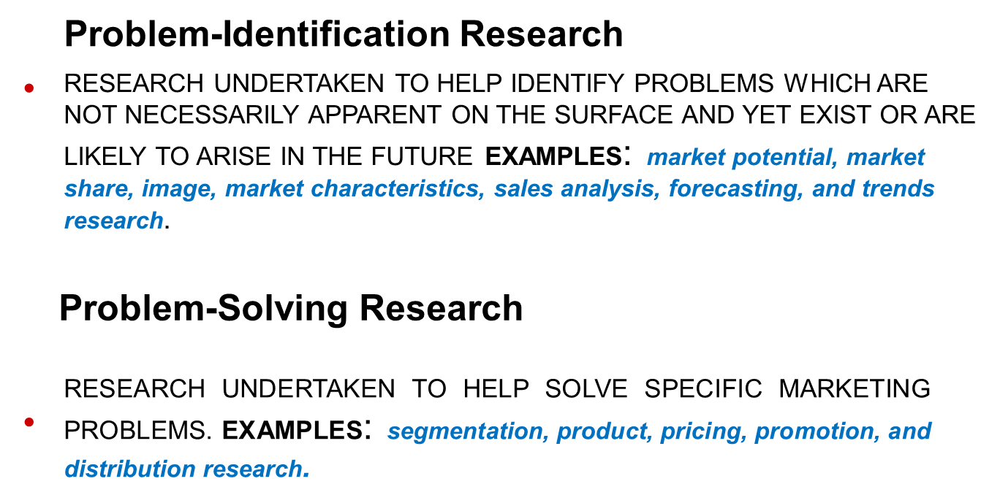 Problem-Identification Research
• RESEARCH UNDERTAKEN TO HELP IDENTIFY PROBLEMS WHICH ARE
NOT NECESSARILY APPARENT ON THE SURFACE AND YET EXIST OR ARE
LIKELY TO ARISE IN THE FUTURE EXAMPLES: market potential, market
share, image, market characteristics, sales analysis, forecasting, and trends
research.
Problem-Solving Research
RESEARCH UNDERTAKEN TO HELP SOLVE SPECIFIC MARKETING
• PROBLEMS. EXAMPLES: segmentation, product, pricing, promotion, and
distribution research.